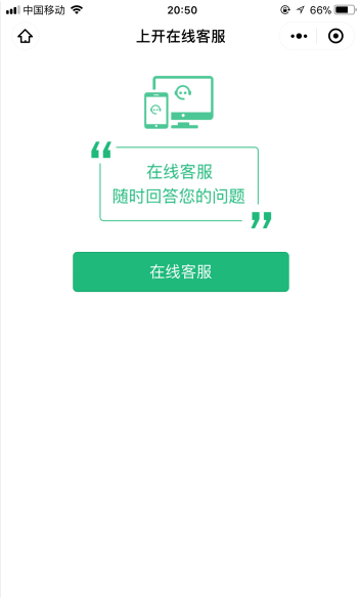 中国移动
20:50
66%
上开在线客服
在线客服
随时回答您的问题
在线客服